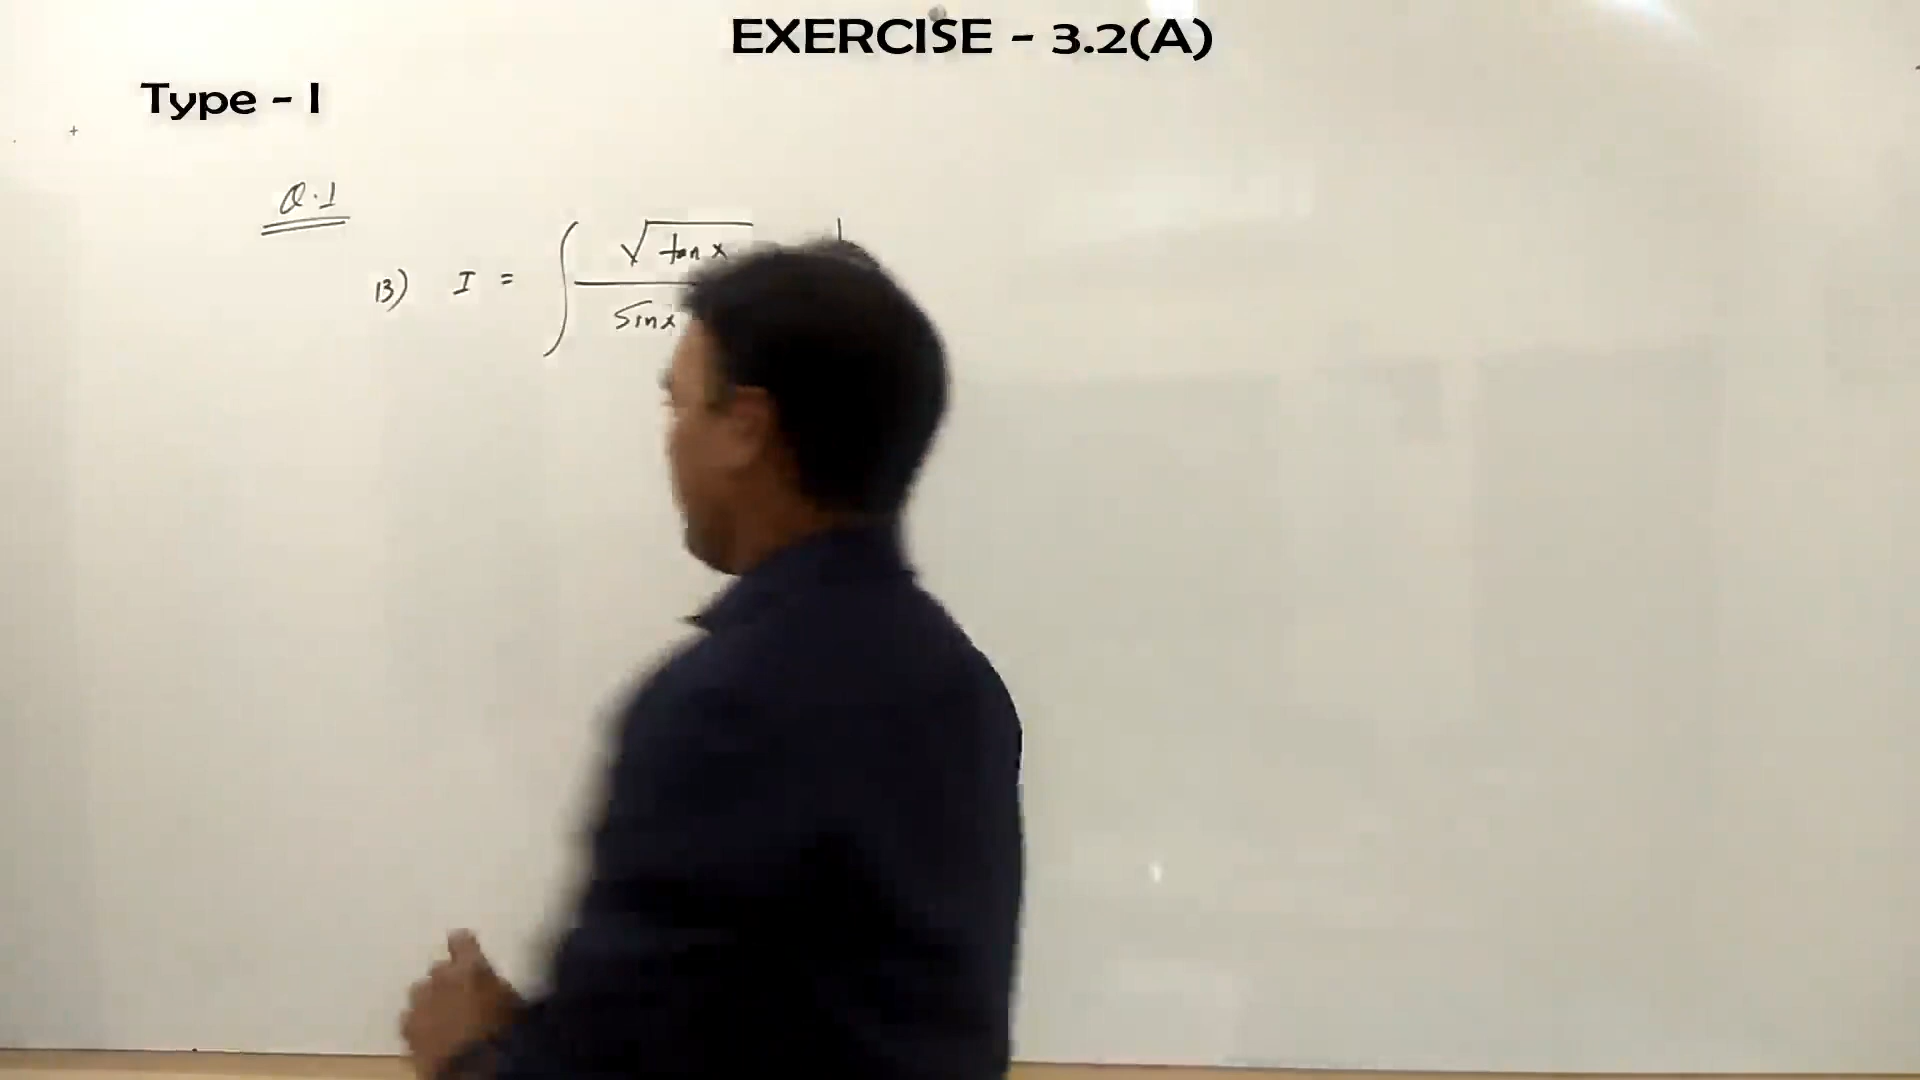 EXERCISE - 3.2(A)
Type - I
Q.1
13) I = ∫ √tan x
sinx